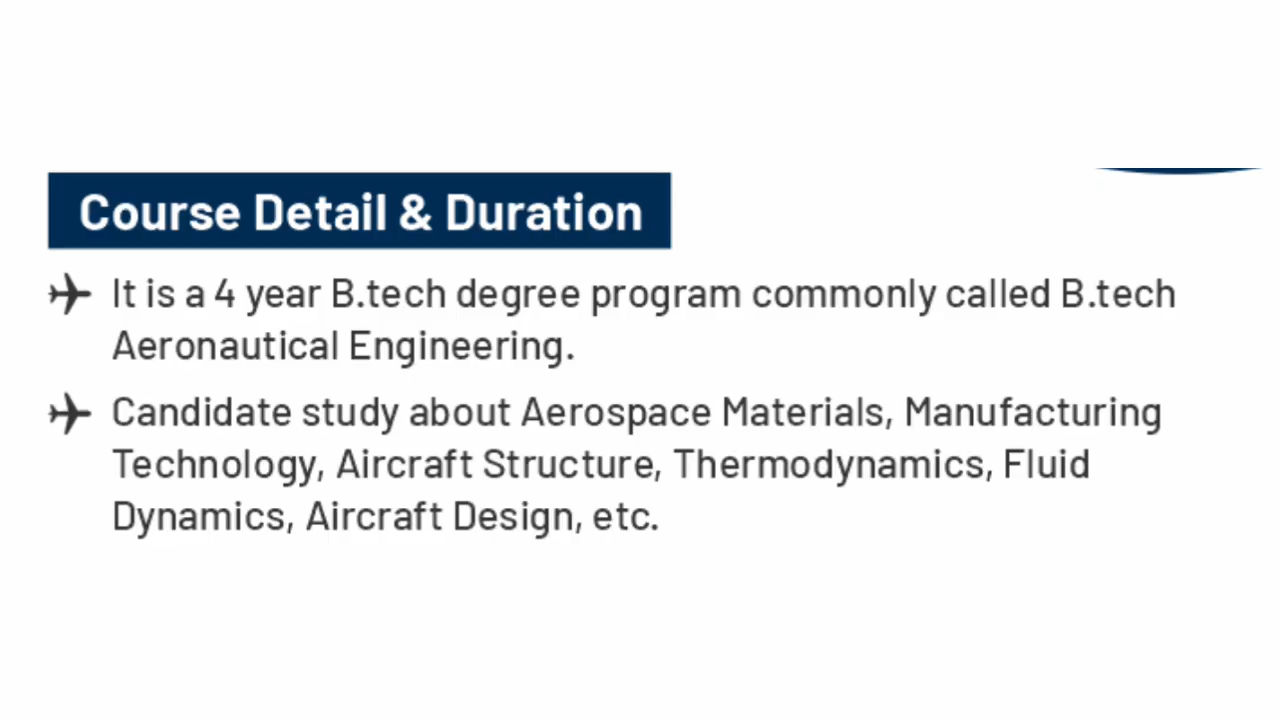 Course Detail & Duration
It is a 4 year B.tech degree program commonly called B.tech
Aeronautical Engineering.
Candidate study about Aerospace Materials, Manufacturing
Technology, Aircraft Structure, Thermodynamics, Fluid
Dynamics, Aircraft Design, etc.